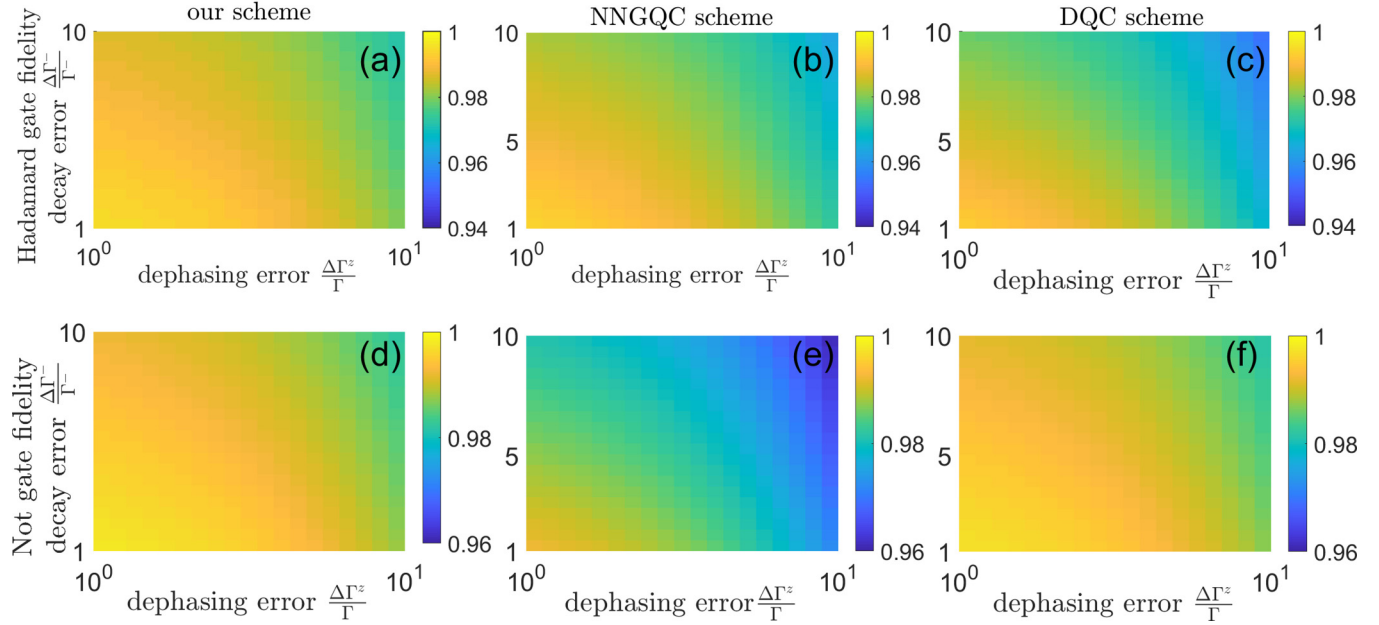 our scheme
NNGQC scheme
DQC scheme
Hadamard gate fidelity
decay error ΔΓ⁻/Γ⁻
10
1
10⁰
10¹
dephasing error ΔΓᶻ/Γ
(a)
1
0.98
0.96
0.94
10
5
1
10⁰
10¹
dephasing error ΔΓᶻ/Γ
(b)
1
0.98
0.96
0.94
10
5
1
10⁰
10¹
dephasing error ΔΓᶻ/Γ
(c)
1
0.98
0.96
0.94
Not gate fidelity
decay error ΔΓ⁻/Γ⁻
10
1
10⁰
10¹
dephasing error ΔΓᶻ/Γ
(d)
1
0.98
0.96
10
5
1
10⁰
10¹
dephasing error ΔΓᶻ/Γ
(e)
1
0.98
0.96
10
5
1
10⁰
10¹
dephasing error ΔΓᶻ/Γ
(f)
1
0.98
0.96